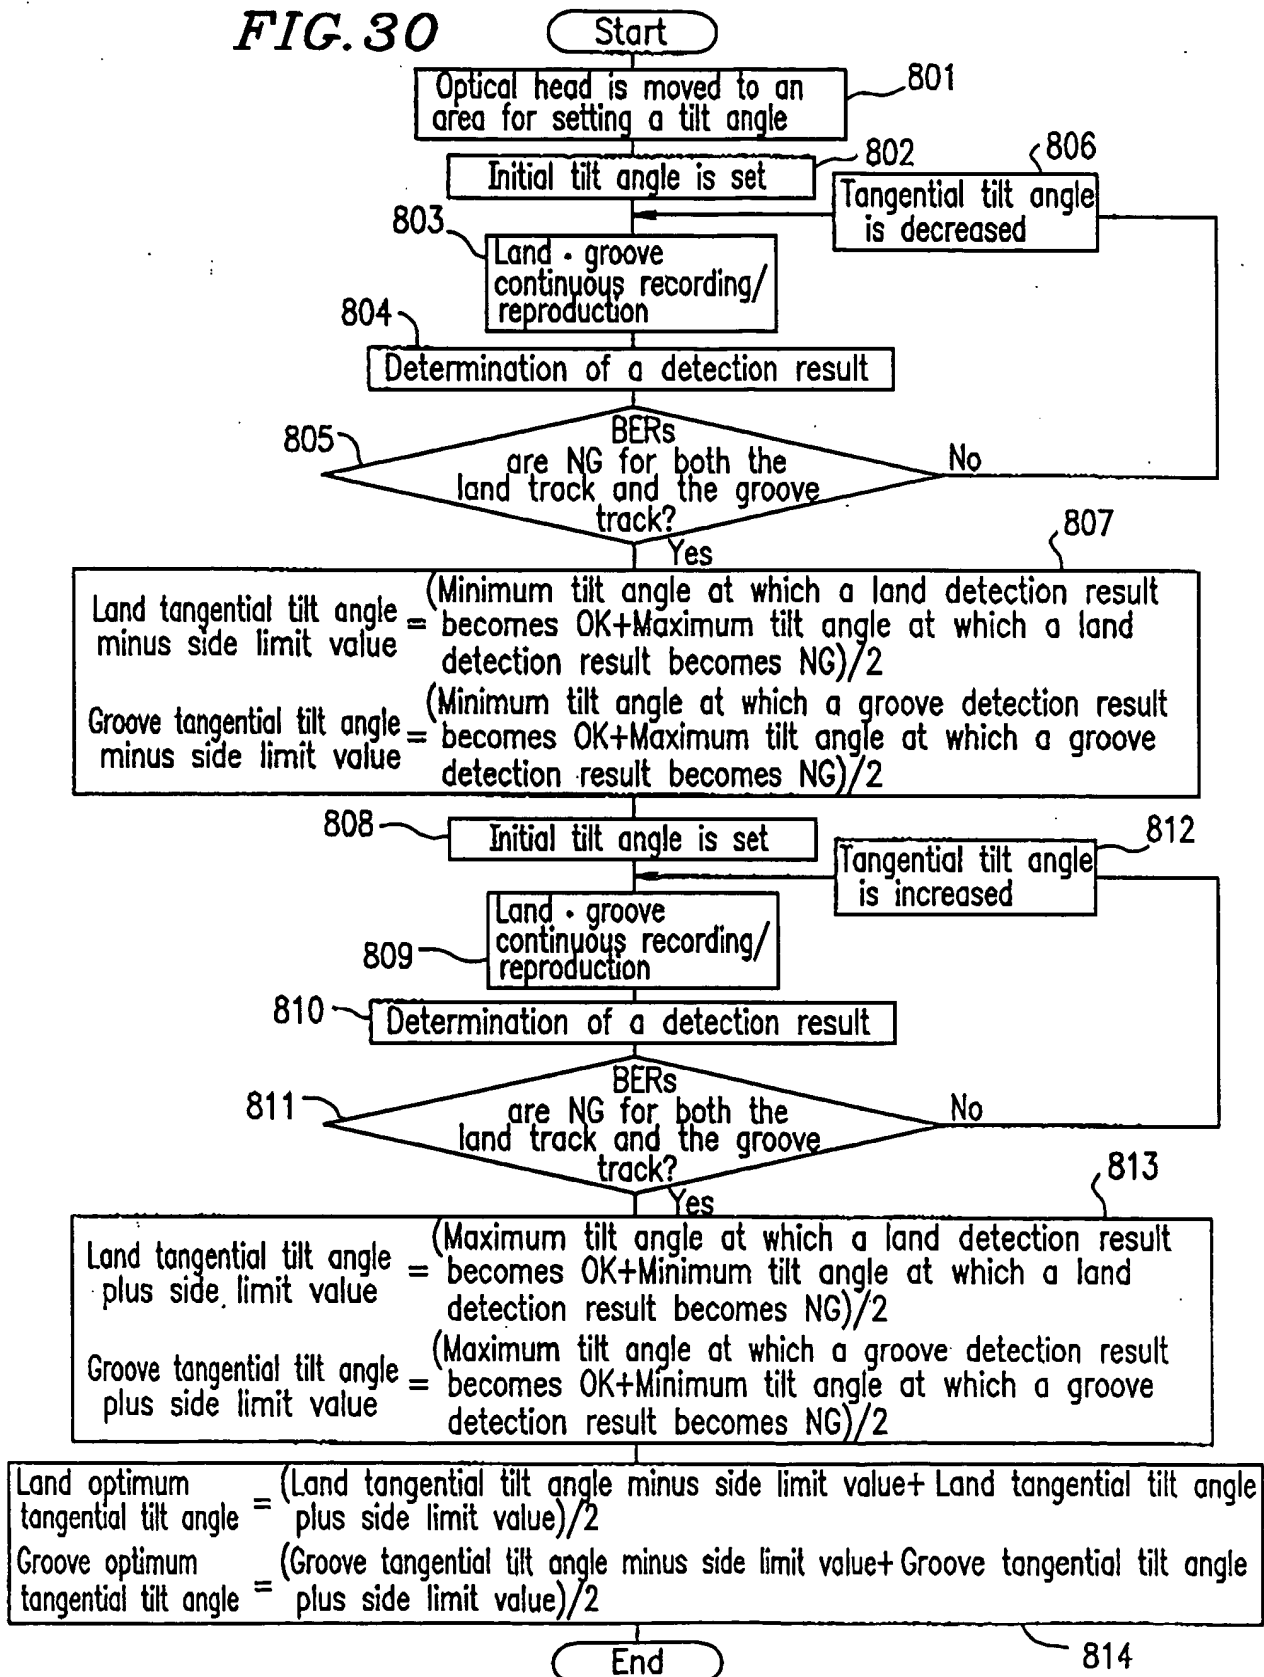 FIG.30
Start
Optical head is moved to an
area for setting a tilt angle
801
Initial tilt angle is set
802
806
Tangential tilt angle
is decreased
803
Land · groove
continuous recording/
reproduction
804
Determination of a detection result
805
BERs
are NG for both the
land track and the groove
track?
No
Yes
807
Land tangential tilt angle
minus side limit value
=
(Minimum tilt angle at which a land detection result
becomes OK+Maximum tilt angle at which a land
detection result becomes NG)/2
Groove tangential tilt angle
minus side limit value
=
(Minimum tilt angle at which a groove detection result
becomes OK+Maximum tilt angle at which a groove
detection result becomes NG)/2
808
Initial tilt angle is set
812
Tangential tilt angle
is increased
Land · groove
continuous recording/
reproduction
809
810
Determination of a detection result
811
BERs
are NG for both the
land track and the groove
track?
No
Yes
813
Land tangential tilt angle
plus side limit value
=
(Maximum tilt angle at which a land detection result
becomes OK+Minimum tilt angle at which a land
detection result becomes NG)/2
Groove tangential tilt angle
plus side limit value
=
(Maximum tilt angle at which a groove detection result
becomes OK+Minimum tilt angle at which a groove
detection result becomes NG)/2
Land optimum
tangential tilt angle
=
(Land tangential tilt angle minus side limit value+ Land tangential tilt angle
plus side limit value)/2
Groove optimum
tangential tilt angle
=
(Groove tangential tilt angle minus side limit value+ Groove tangential tilt angle
plus side limit value)/2
End
814